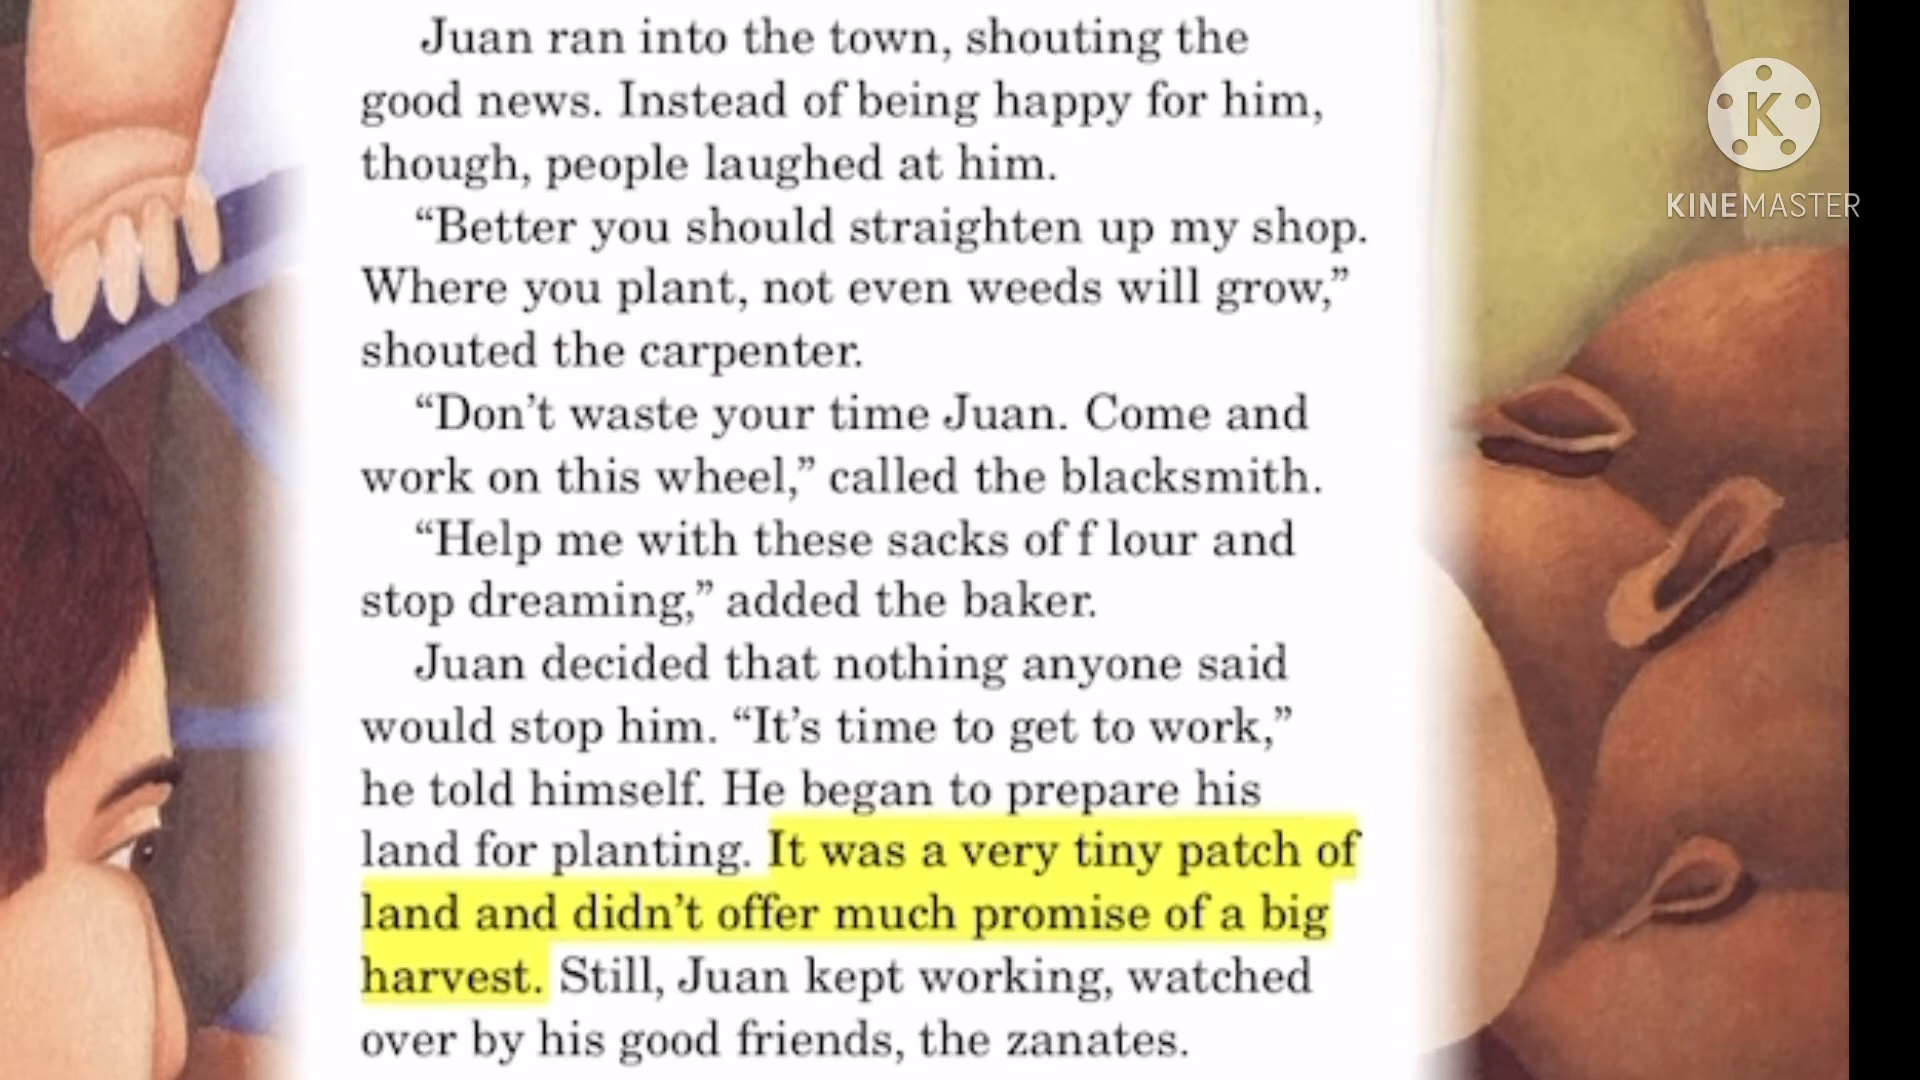 Juan ran into the town, shouting the
good news. Instead of being happy for him,
though, people laughed at him.
“Better you should straighten up my shop.
Where you plant, not even weeds will grow,”
shouted the carpenter.
“Don’t waste your time Juan. Come and
work on this wheel,” called the blacksmith.
“Help me with these sacks of f lour and
stop dreaming,” added the baker.
Juan decided that nothing anyone said
would stop him. “It’s time to get to work,”
he told himself. He began to prepare his
land for planting. It was a very tiny patch of
land and didn’t offer much promise of a big
harvest. Still, Juan kept working, watched
over by his good friends, the zanates.
K
KINEMASTER